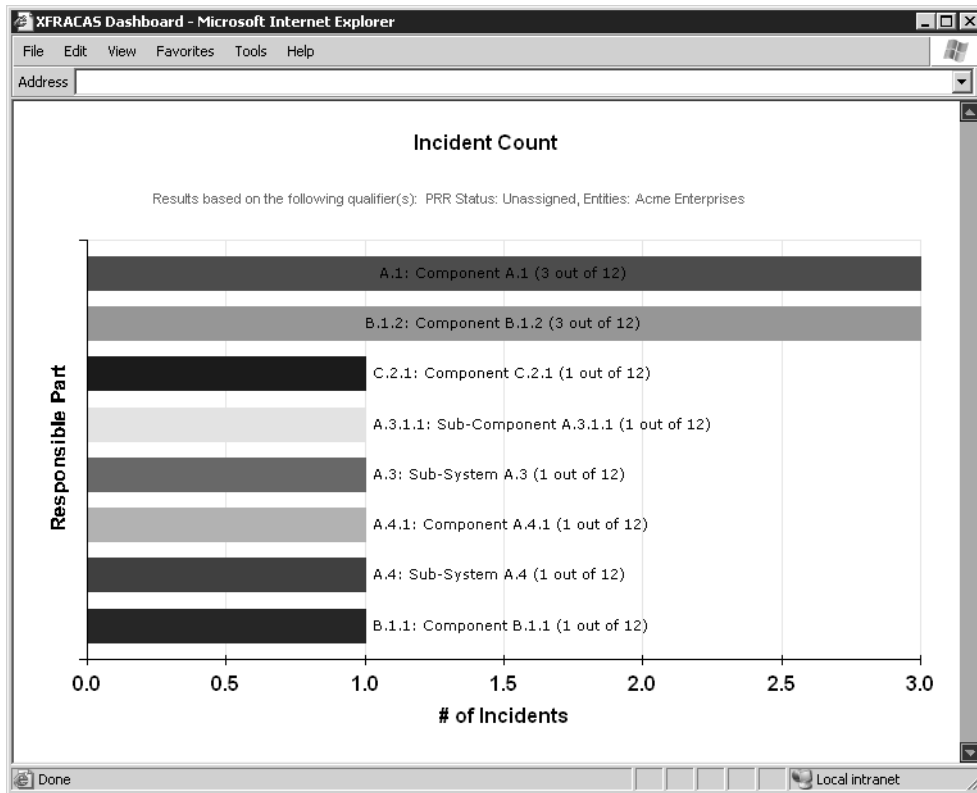 XFRACAS Dashboard - Microsoft Internet Explorer
File Edit View Favorites Tools Help
Address
Incident Count
Results based on the following qualifier(s): PRR Status: Unassigned, Entities: Acme Enterprises
A.1: Component A.1 (3 out of 12)
B.1.2: Component B.1.2 (3 out of 12)
C.2.1: Component C.2.1 (1 out of 12)
A.3.1.1: Sub-Component A.3.1.1 (1 out of 12)
A.3: Sub-System A.3 (1 out of 12)
A.4.1: Component A.4.1 (1 out of 12)
A.4: Sub-System A.4 (1 out of 12)
B.1.1: Component B.1.1 (1 out of 12)
Responsible Part
0.0 0.5 1.0 1.5 2.0 2.5 3.0
# of Incidents
Done Local intranet